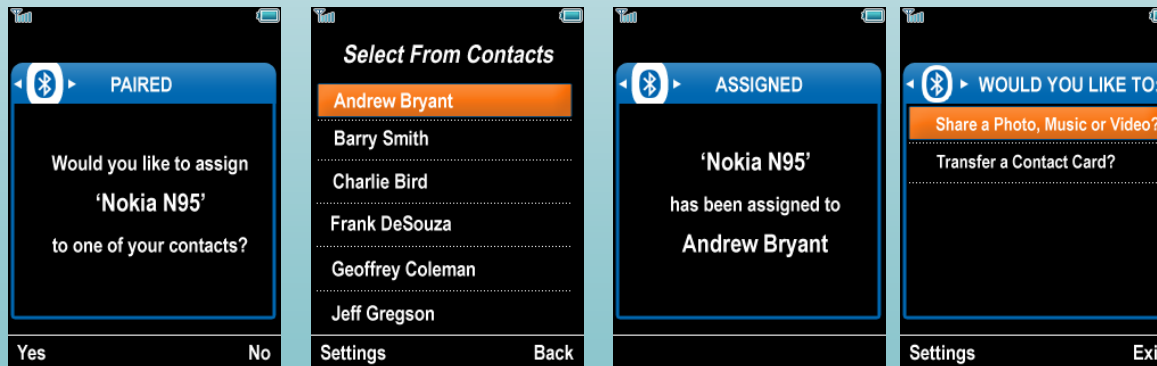 PAIRED
Would you like to assign
‘Nokia N95’
to one of your contacts?
Yes
No
Select From Contacts
Andrew Bryant
Barry Smith
Charlie Bird
Frank DeSouza
Geoffrey Coleman
Jeff Gregson
Settings
Back
ASSIGNED
‘Nokia N95’
has been assigned to
Andrew Bryant
WOULD YOU LIKE TO:
Share a Photo, Music or Video?
Transfer a Contact Card?
Settings
Exi